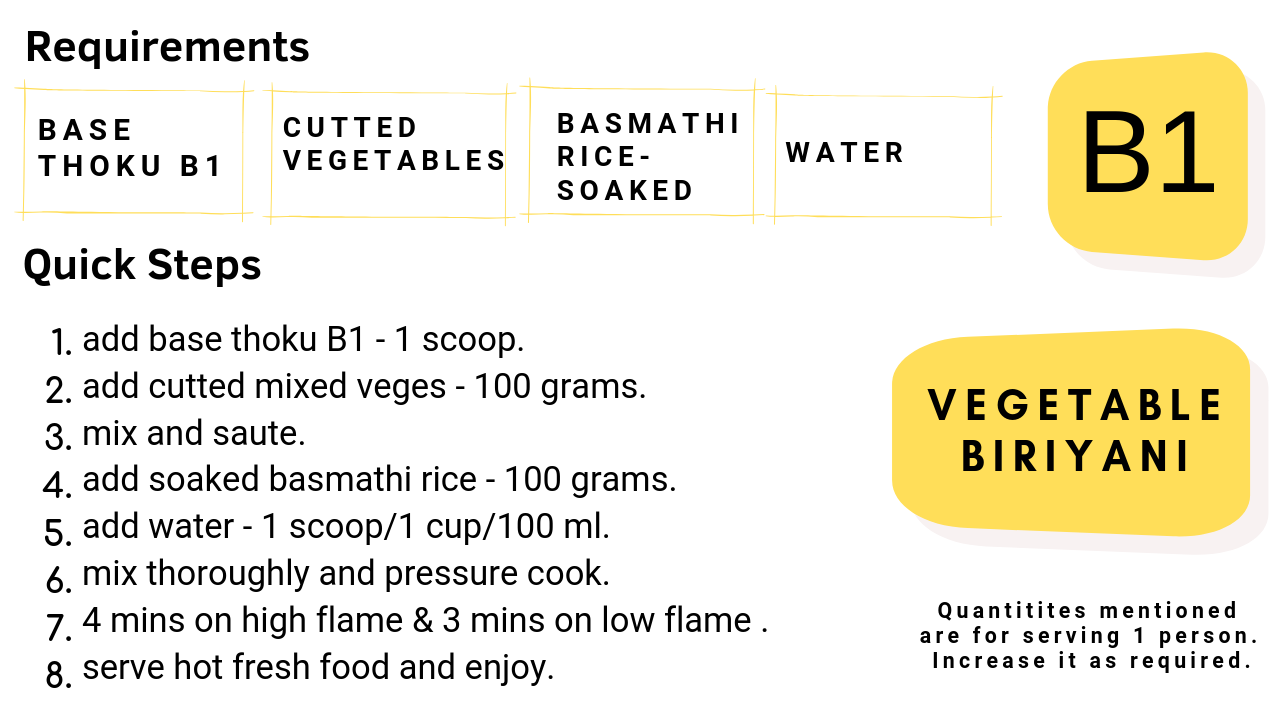 Requirements
BASE
THOKU B1
CUTTED
VEGETABLES
BASMATHI
RICE-
SOAKED
WATER
B1
Quick Steps
1. add base thoku B1 - 1 scoop.
2. add cutted mixed veges - 100 grams.
3. mix and saute.
4. add soaked basmathi rice - 100 grams.
5. add water - 1 scoop/1 cup/100 ml.
6. mix thoroughly and pressure cook.
7. 4 mins on high flame & 3 mins on low flame .
8. serve hot fresh food and enjoy.
VEGETABLE
BIRIYANI
Quantitites mentioned
are for serving 1 person.
Increase it as required.